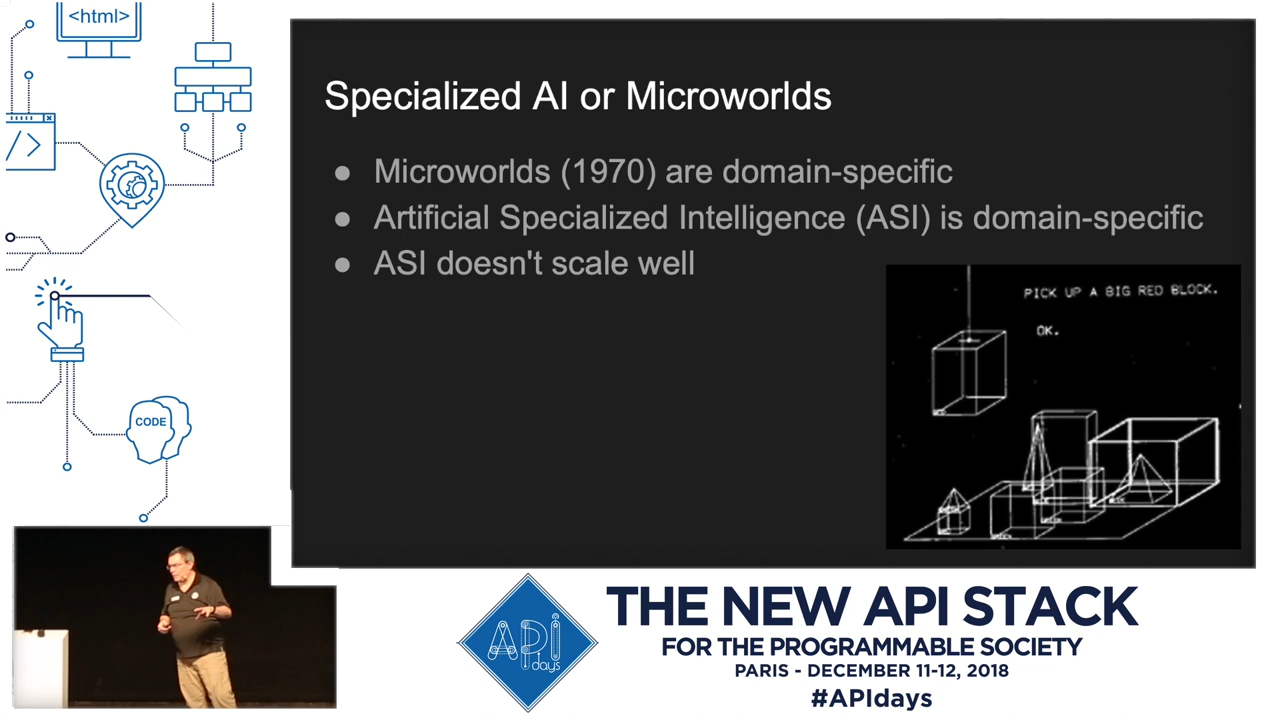 <html>
</>
CODE
Specialized AI or Microworlds
● Microworlds (1970) are domain-specific
● Artificial Specialized Intelligence (ASI) is domain-specific
● ASI doesn't scale well
PICK UP A BIG RED BLOCK.
OK.
APi
days
THE NEW API STACK
FOR THE PROGRAMMABLE SOCIETY
PARIS - DECEMBER 11-12, 2018
#APIdays